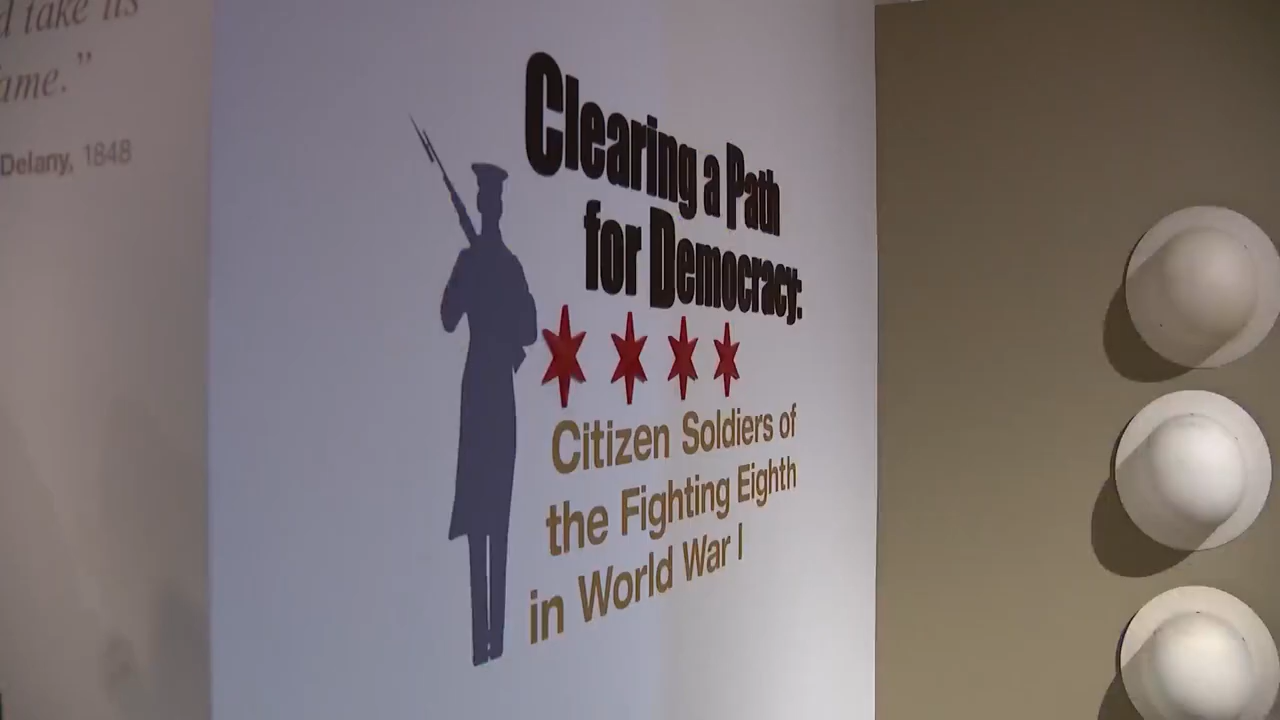 take its
ame.”
Delany, 1848
Clearing a Path
for Democracy:
Citizen Soldiers of
the Fighting Eighth
in World War I